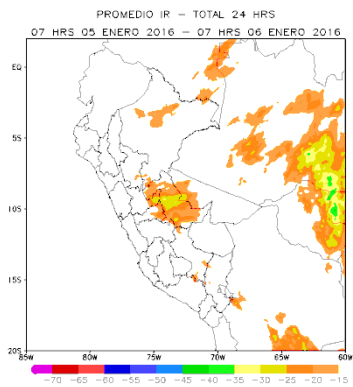 PROMEDIO IR – TOTAL 24 HRS
07 HRS 05 ENERO 2016 – 07 HRS 06 ENERO 2016
EQ
5S
10S
15S
20S
85W 80W 75W 70W 65W 60W
−70 −65 −60 −55 −50 −45 −40 −35 −30 −25 −20 −15